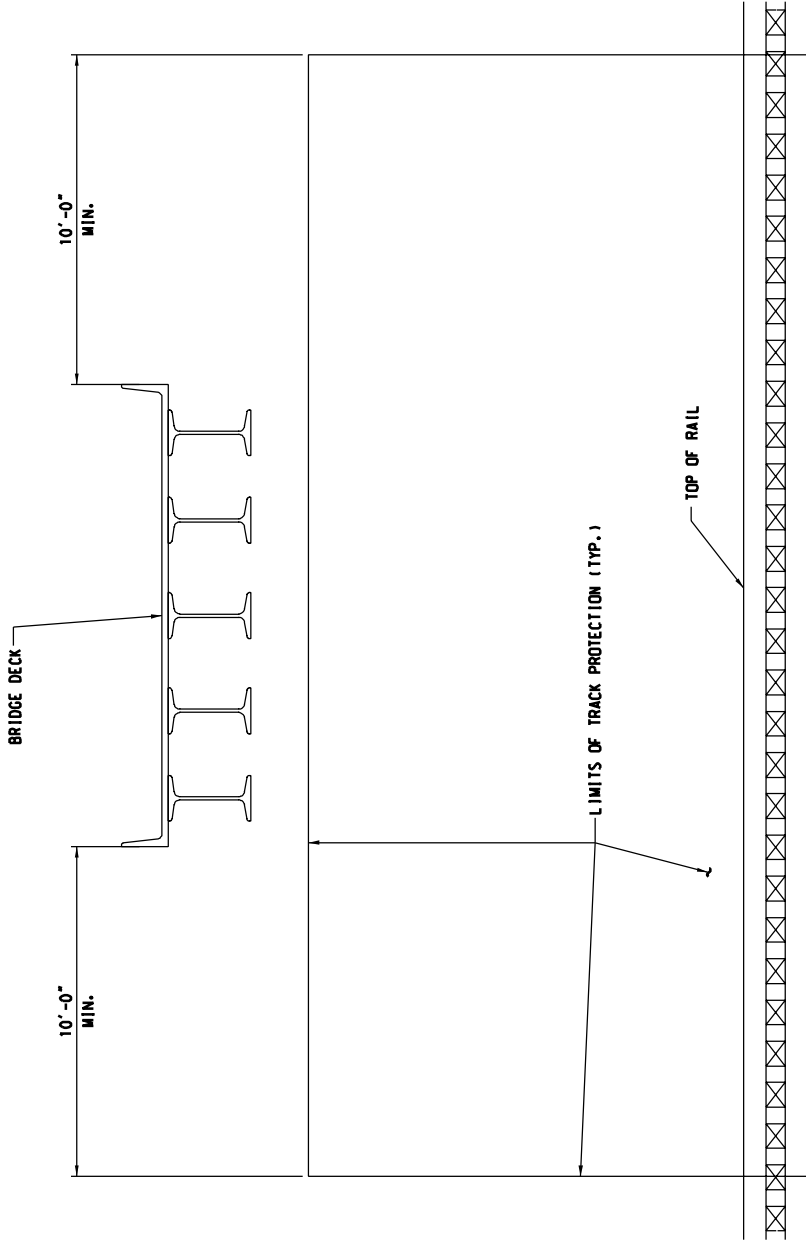 BRIDGE DECK
10'-0"
MIN.
10'-0"
MIN.
LIMITS OF TRACK PROTECTION (TYP.)
TOP OF RAIL